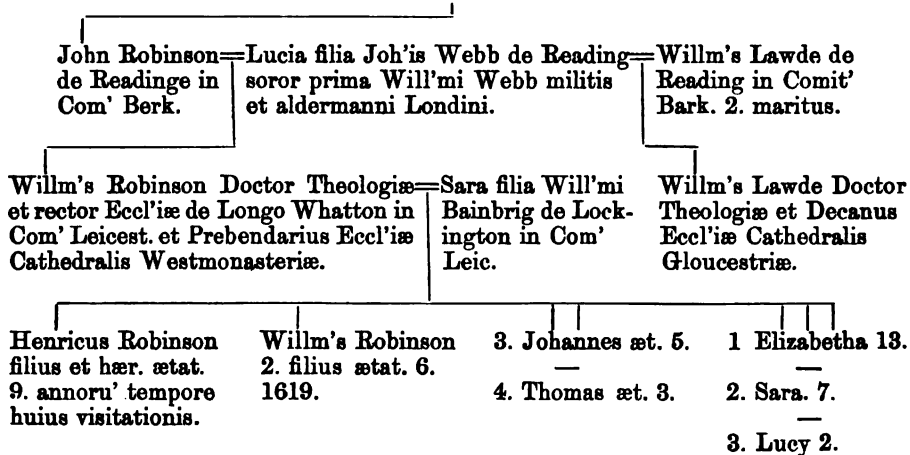 John Robinson=Lucia filia Joh'is Webb de Reading=Willm's Lawde de
de Readinge in soror prima Will'mi Webb militis Reading in Comit'
Com' Berk. et aldermanni Londini. Bark. 2. maritus.
Willm's Robinson Doctor Theologiæ=Sara filia Will'mi Willm's Lawde Doctor
et rector Eccl'iæ de Longo Whatton in Bainbrig de Lock- Theologiæ et Decanus
Com' Leicest. et Prebendarius Eccl'iæ ington in Com' Eccl'iæ Cathedralis
Cathedralis Westmonasteriæ. Leic. Gloucestriæ.
Henricus Robinson Willm's Robinson 3. Johannes æt. 5. 1 Elizabetha 13.
filius et hær. ætat. 2. filius ætat. 6. — —
9. annoru' tempore 1619. 4. Thomas æt. 3. 2. Sara. 7.
huius visitationis. —
3. Lucy 2.